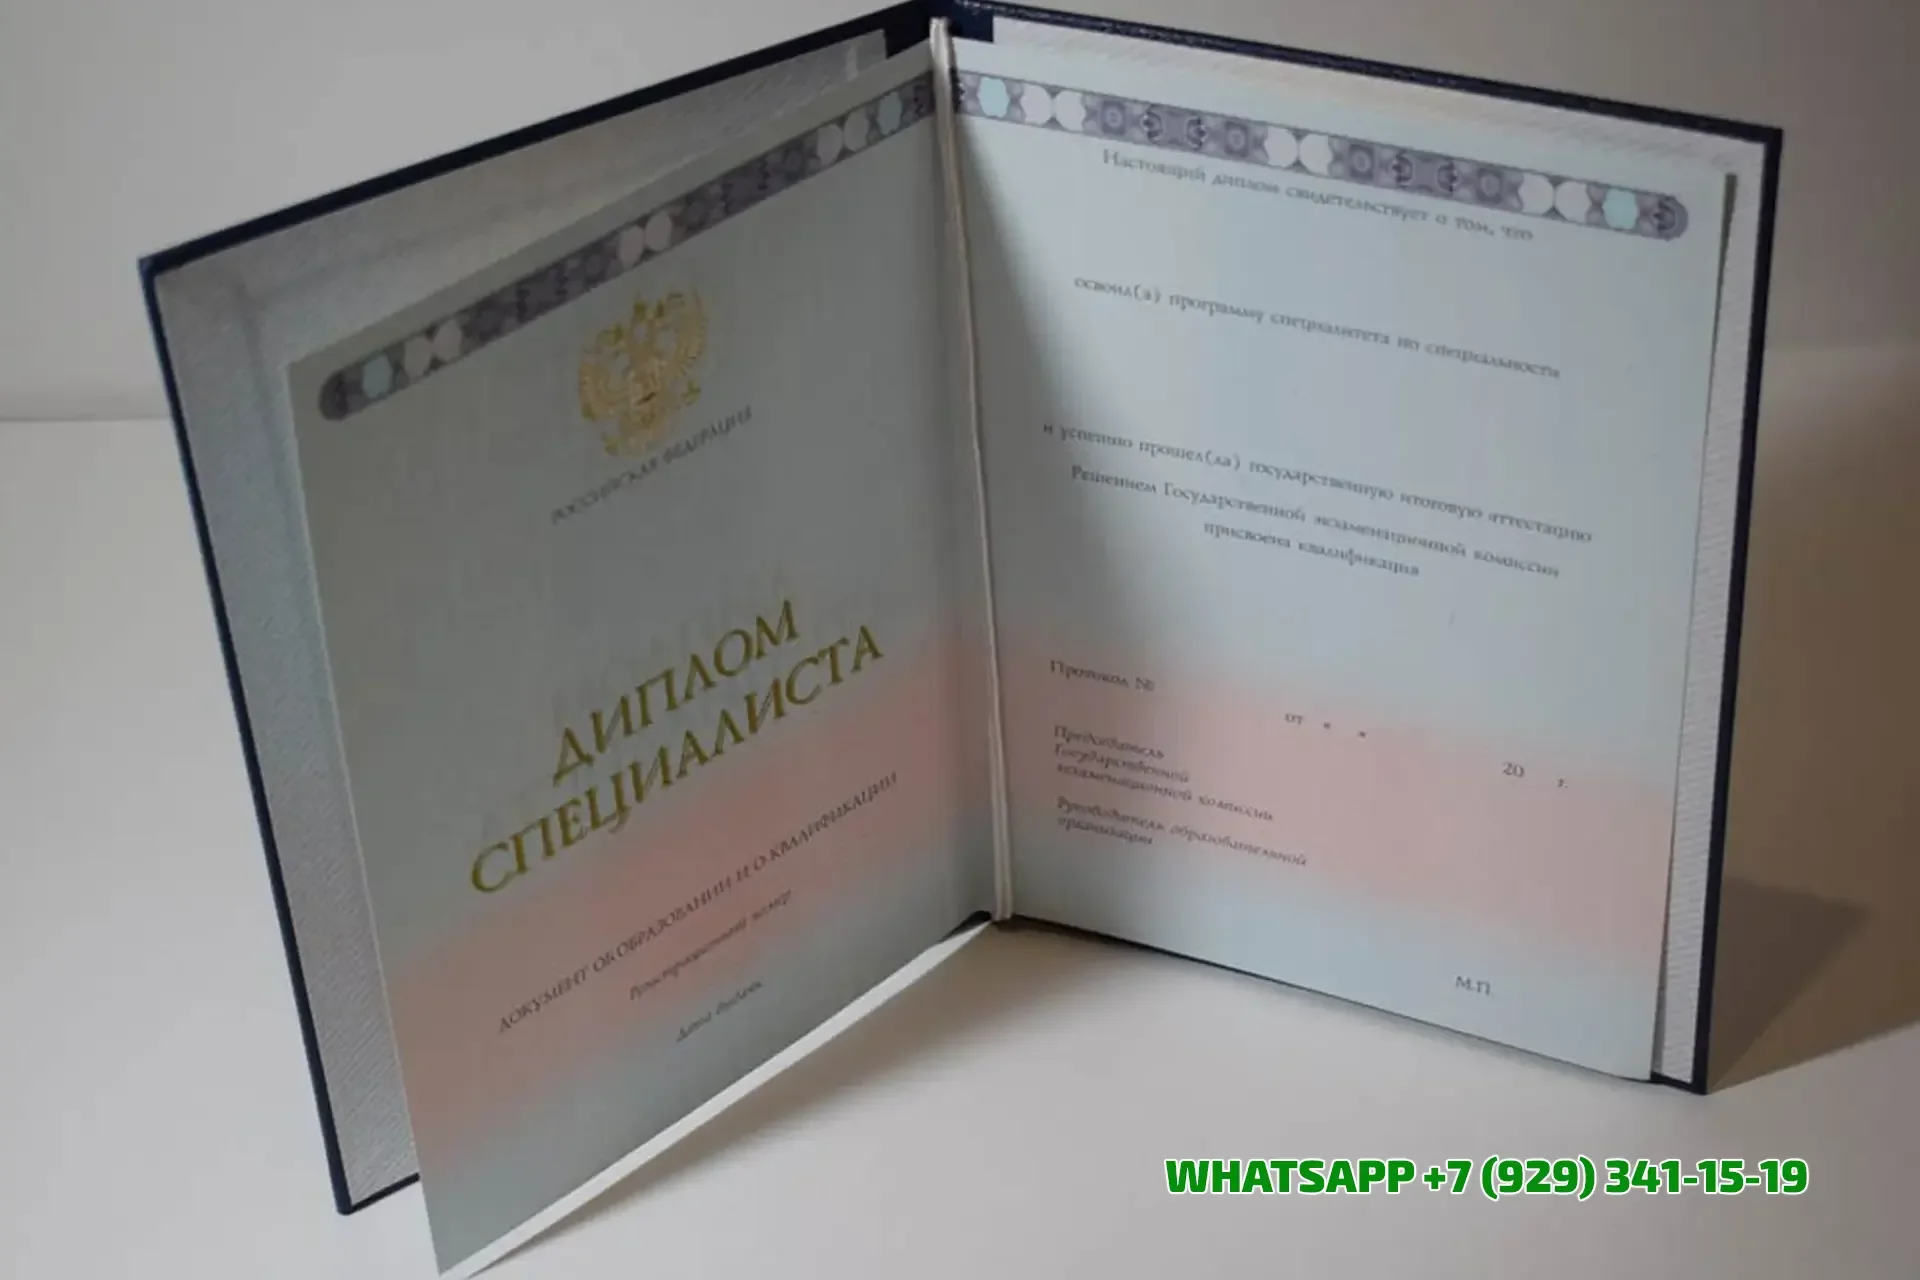 РОССИЙСКАЯ ФЕДЕРАЦИЯ
ДИПЛОМ
СПЕЦИАЛИСТА
ДОКУМЕНТ ОБ ОБРАЗОВАНИИ И О КВАЛИФИКАЦИИ
Регистрационный номер
Дата выдачи
Настоящий диплом свидетельствует о том, что
освоил(а) программу специалитета по специальности
и успешно прошел(ла) государственную итоговую аттестацию
Решением Государственной экзаменационной комиссии
присвоена квалификация
Протокол №
от « » 20 г.
Председатель
Государственной
экзаменационной комиссии
Руководитель образовательной
организации
М.П.
WHATSAPP +7 (929) 341-15-19